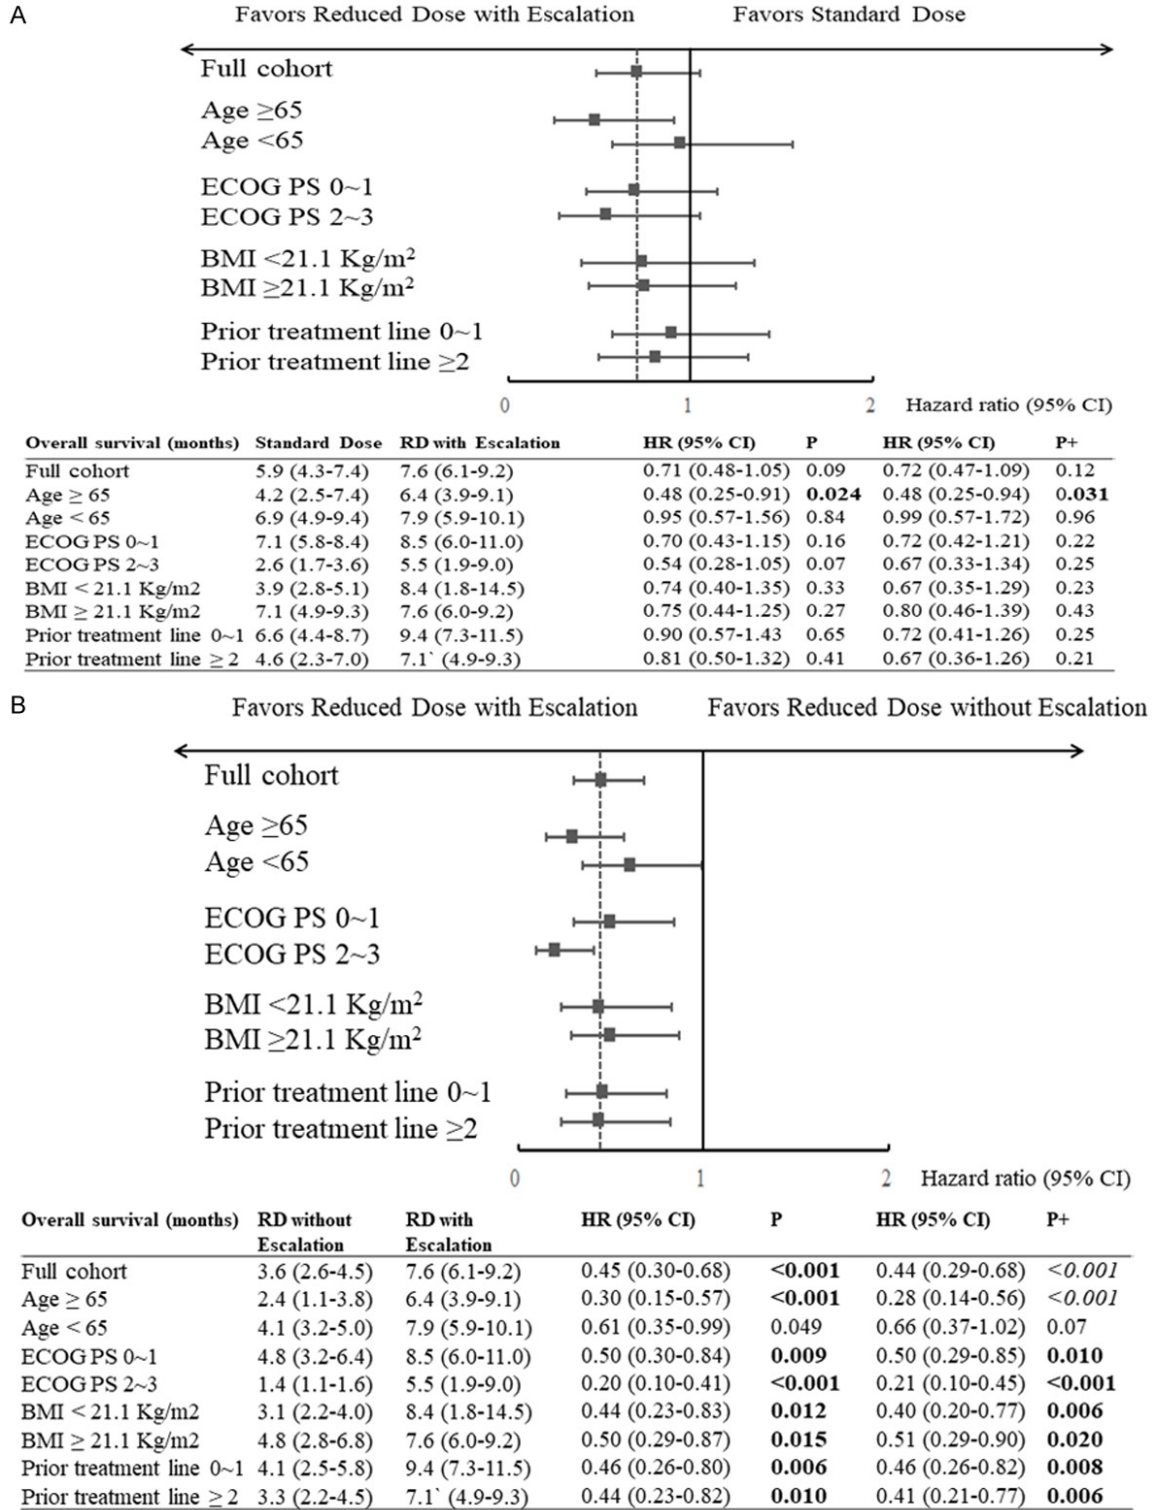 A
Favors Reduced Dose with Escalation Favors Standard Dose
Full cohort
Age ≥65
Age <65
ECOG PS 0~1
ECOG PS 2~3
BMI <21.1 Kg/m²
BMI ≥21.1 Kg/m²
Prior treatment line 0~1
Prior treatment line ≥2
0 1 2 Hazard ratio (95% CI)
Overall survival (months) Standard Dose RD with Escalation HR (95% CI) P HR (95% CI) P+
Full cohort 5.9 (4.3-7.4) 7.6 (6.1-9.2) 0.71 (0.48-1.05) 0.09 0.72 (0.47-1.09) 0.12
Age ≥ 65 4.2 (2.5-7.4) 6.4 (3.9-9.1) 0.48 (0.25-0.91) 0.024 0.48 (0.25-0.94) 0.031
Age < 65 6.9 (4.9-9.4) 7.9 (5.9-10.1) 0.95 (0.57-1.56) 0.84 0.99 (0.57-1.72) 0.96
ECOG PS 0~1 7.1 (5.8-8.4) 8.5 (6.0-11.0) 0.70 (0.43-1.15) 0.16 0.72 (0.42-1.21) 0.22
ECOG PS 2~3 2.6 (1.7-3.6) 5.5 (1.9-9.0) 0.54 (0.28-1.05) 0.07 0.67 (0.33-1.34) 0.25
BMI < 21.1 Kg/m2 3.9 (2.8-5.1) 8.4 (1.8-14.5) 0.74 (0.40-1.35) 0.33 0.67 (0.35-1.29) 0.23
BMI ≥ 21.1 Kg/m2 7.1 (4.9-9.3) 7.6 (6.0-9.2) 0.75 (0.44-1.25) 0.27 0.80 (0.46-1.39) 0.43
Prior treatment line 0~1 6.6 (4.4-8.7) 9.4 (7.3-11.5) 0.90 (0.57-1.43 0.65 0.72 (0.41-1.26) 0.25
Prior treatment line ≥ 2 4.6 (2.3-7.0) 7.1` (4.9-9.3) 0.81 (0.50-1.32) 0.41 0.67 (0.36-1.26) 0.21
B
Favors Reduced Dose with Escalation Favors Reduced Dose without Escalation
Full cohort
Age ≥65
Age <65
ECOG PS 0~1
ECOG PS 2~3
BMI <21.1 Kg/m²
BMI ≥21.1 Kg/m²
Prior treatment line 0~1
Prior treatment line ≥2
0 1 2 Hazard ratio (95% CI)
Overall survival (months) RD without RD with HR (95% CI) P HR (95% CI) P+
Escalation Escalation
Full cohort 3.6 (2.6-4.5) 7.6 (6.1-9.2) 0.45 (0.30-0.68) <0.001 0.44 (0.29-0.68) <0.001
Age ≥ 65 2.4 (1.1-3.8) 6.4 (3.9-9.1) 0.30 (0.15-0.57) <0.001 0.28 (0.14-0.56) <0.001
Age < 65 4.1 (3.2-5.0) 7.9 (5.9-10.1) 0.61 (0.35-0.99) 0.049 0.66 (0.37-1.02) 0.07
ECOG PS 0~1 4.8 (3.2-6.4) 8.5 (6.0-11.0) 0.50 (0.30-0.84) 0.009 0.50 (0.29-0.85) 0.010
ECOG PS 2~3 1.4 (1.1-1.6) 5.5 (1.9-9.0) 0.20 (0.10-0.41) <0.001 0.21 (0.10-0.45) <0.001
BMI < 21.1 Kg/m2 3.1 (2.2-4.0) 8.4 (1.8-14.5) 0.44 (0.23-0.83) 0.012 0.40 (0.20-0.77) 0.006
BMI ≥ 21.1 Kg/m2 4.8 (2.8-6.8) 7.6 (6.0-9.2) 0.50 (0.29-0.87) 0.015 0.51 (0.29-0.90) 0.020
Prior treatment line 0~1 4.1 (2.5-5.8) 9.4 (7.3-11.5) 0.46 (0.26-0.80) 0.006 0.46 (0.26-0.82) 0.008
Prior treatment line ≥ 2 3.3 (2.2-4.5) 7.1` (4.9-9.3) 0.44 (0.23-0.82) 0.010 0.41 (0.21-0.77) 0.006